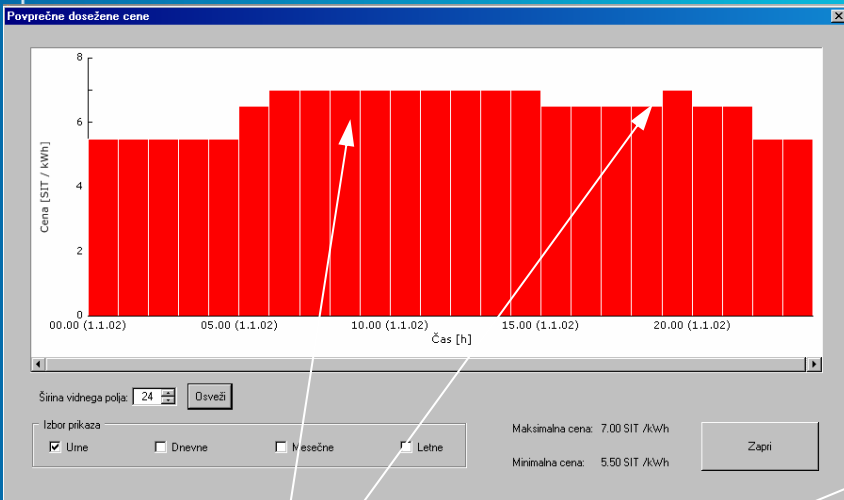 Povprečne dosežene cene
8
6
4
2
0
Cena [SIT / kWh]
00.00 (1.1.02) 05.00 (1.1.02) 10.00 (1.1.02) 15.00 (1.1.02) 20.00 (1.1.02)
Čas [h]
Širina vidnega polja: 24 Osveži
Izbor prikaza
Urne Dnevne Mesečne Letne
Maksimalna cena: 7.00 SIT /kWh
Minimalna cena: 5.50 SIT /kWh
Zapri